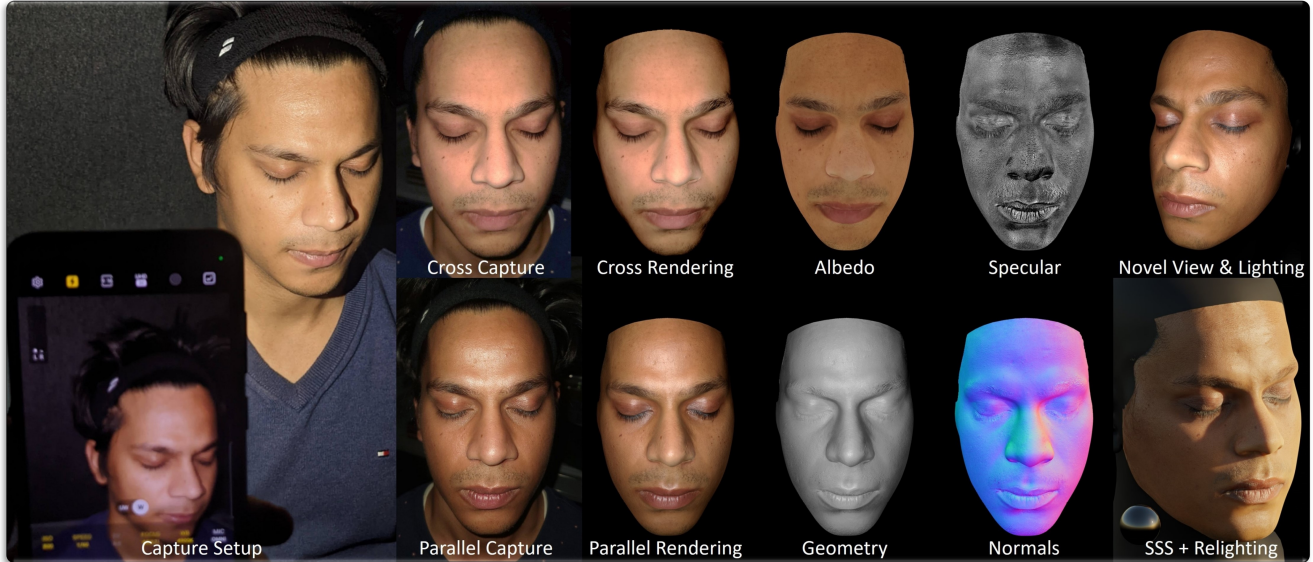 Cross Capture
Cross Rendering
Albedo
Specular
Novel View & Lighting
Capture Setup
Parallel Capture
Parallel Rendering
Geometry
Normals
SSS + Relighting